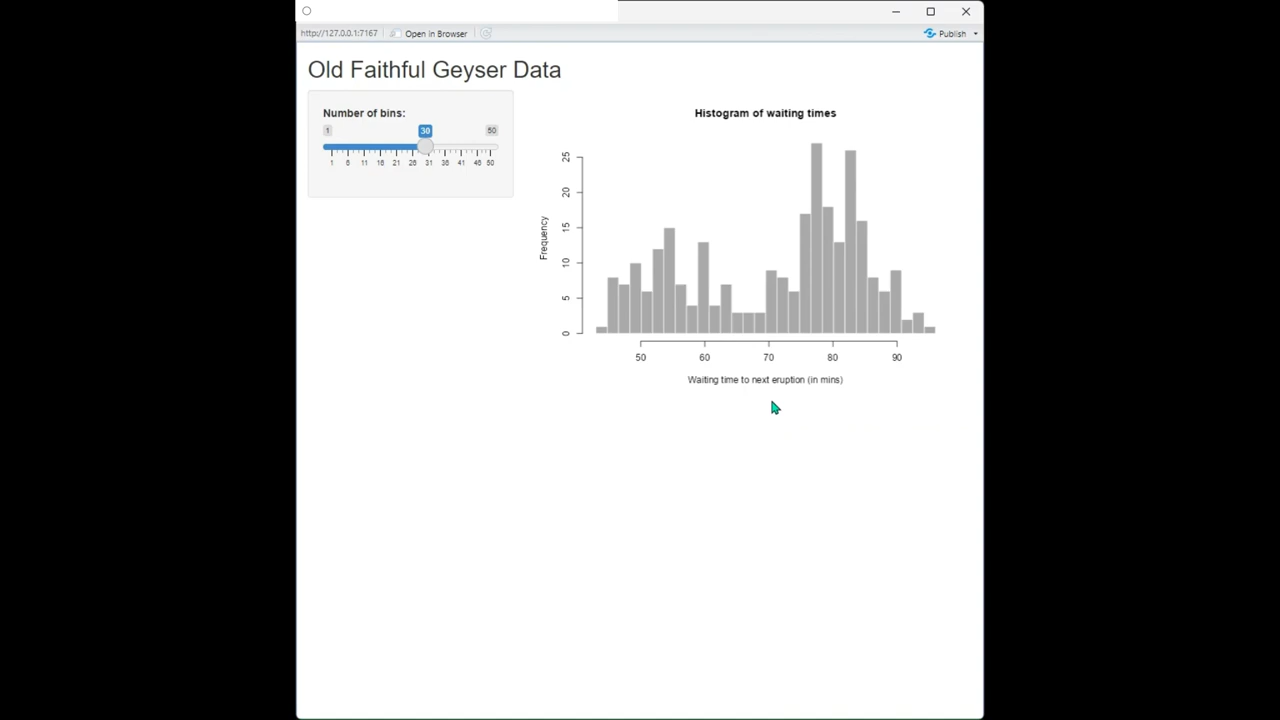 http://127.0.0.1:7167 Open in Browser Publish
Old Faithful Geyser Data
Number of bins:
1 30 50
1 6 11 16 21 26 31 36 41 46 50
Histogram of waiting times
Frequency
25
20
15
10
5
0
50 60 70 80 90
Waiting time to next eruption (in mins)